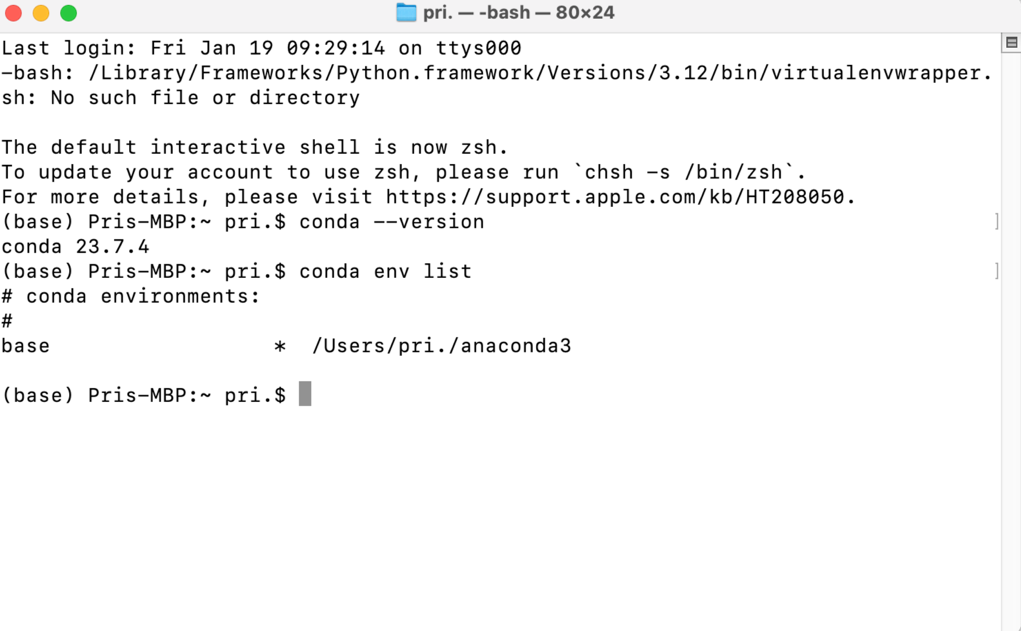 pri. — -bash — 80×24
Last login: Fri Jan 19 09:29:14 on ttys000
-bash: /Library/Frameworks/Python.framework/Versions/3.12/bin/virtualenvwrapper.
sh: No such file or directory
The default interactive shell is now zsh.
To update your account to use zsh, please run `chsh -s /bin/zsh`.
For more details, please visit https://support.apple.com/kb/HT208050.
(base) Pris-MBP:~ pri.$ conda --version
conda 23.7.4
(base) Pris-MBP:~ pri.$ conda env list
# conda environments:
#
base                  *  /Users/pri./anaconda3
(base) Pris-MBP:~ pri.$